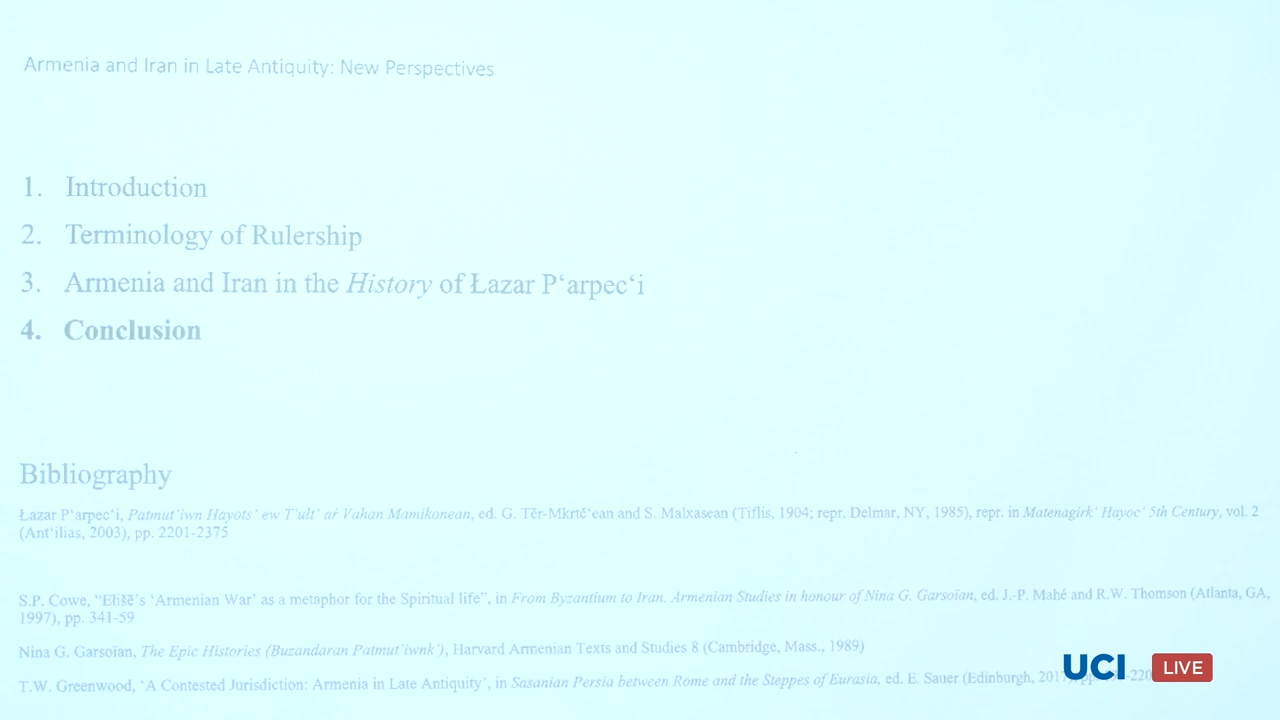 Armenia and Iran in Late Antiquity: New Perspectives
1. Introduction
2. Terminology of Rulership
3. Armenia and Iran in the History of Łazar P‘arpec‘i
4. Conclusion
Bibliography
Łazar P‘arpec‘i, Patmut‘iwn Hayots‘ ew T‘ult‘ aṙ Vahan Mamikonean, ed. G. Tēr-Mkrtč‘ean and S. Malxasean (Tiflis, 1904; repr. Delmar, NY, 1985), repr. in Matenagirk‘ Hayoc‘ 5th Century, vol. 2
(Ant‘ilias, 2003), pp. 2201-2375
S.P. Cowe, “Ełišē’s ‘Armenian War’ as a metaphor for the Spiritual life”, in From Byzantium to Iran. Armenian Studies in honour of Nina G. Garsoïan, ed. J.-P. Mahé and R.W. Thomson (Atlanta, GA,
1997), pp. 341-59
Nina G. Garsoïan, The Epic Histories (Buzandaran Patmut‘iwnk‘), Harvard Armenian Texts and Studies 8 (Cambridge, Mass., 1989)
T.W. Greenwood, ‘A Contested Jurisdiction: Armenia in Late Antiquity’, in Sasanian Persia between Rome and the Steppes of Eurasia, ed. E. Sauer (Edinburgh,
UCI LIVE